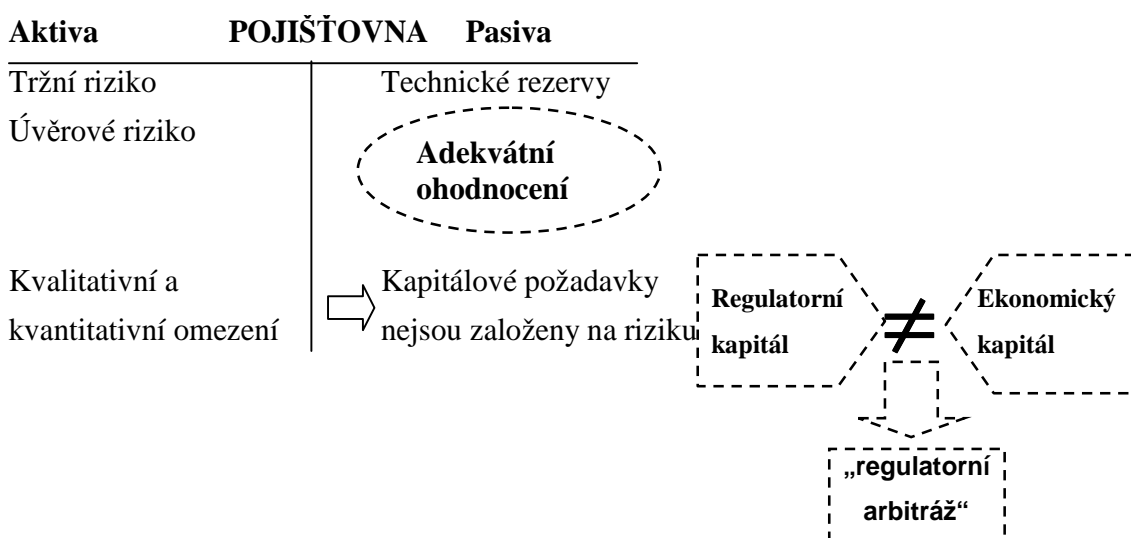 Aktiva POJIŠŤOVNA Pasiva
Tržní riziko Technické rezervy
Úvěrové riziko
Adekvátní
ohodnocení
Kvalitativní a Kapitálové požadavky
kvantitativní omezení nejsou založeny na riziku
Regulatorní
kapitál
≠
Ekonomický
kapitál
„regulatorní
arbitráž“